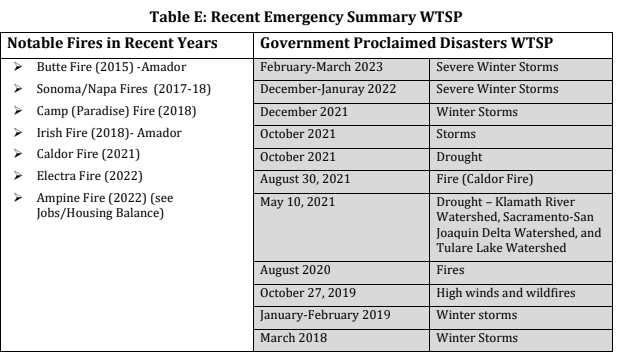 Table E: Recent Emergency Summary WTSP
Notable Fires in Recent Years
Government Proclaimed Disasters WTSP
➢ Butte Fire (2015) -Amador
➢ Sonoma/Napa Fires (2017-18)
➢ Camp (Paradise) Fire (2018)
➢ Irish Fire (2018)- Amador
➢ Caldor Fire (2021)
➢ Electra Fire (2022)
➢ Ampine Fire (2022) (see
Jobs/Housing Balance)
February-March 2023 Severe Winter Storms
December-Januray 2022 Severe Winter Storms
December 2021 Winter Storms
October 2021 Storms
October 2021 Drought
August 30, 2021 Fire (Caldor Fire)
May 10, 2021 Drought – Klamath River
Watershed, Sacramento-San
Joaquin Delta Watershed, and
Tulare Lake Watershed
August 2020 Fires
October 27, 2019 High winds and wildfires
January-February 2019 Winter storms
March 2018 Winter Storms